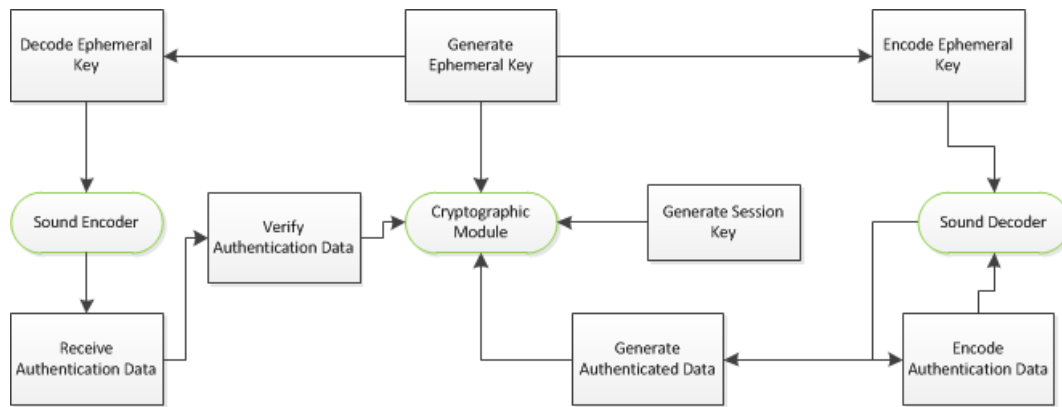 Decode Ephemeral
Key
Generate
Ephemeral Key
Encode Ephemeral
Key
Sound Encoder
Verify
Authentication Data
Cryptographic
Module
Generate Session
Key
Sound Decoder
Receive
Authentication Data
Generate
Authenticated Data
Encode
Authentication Data